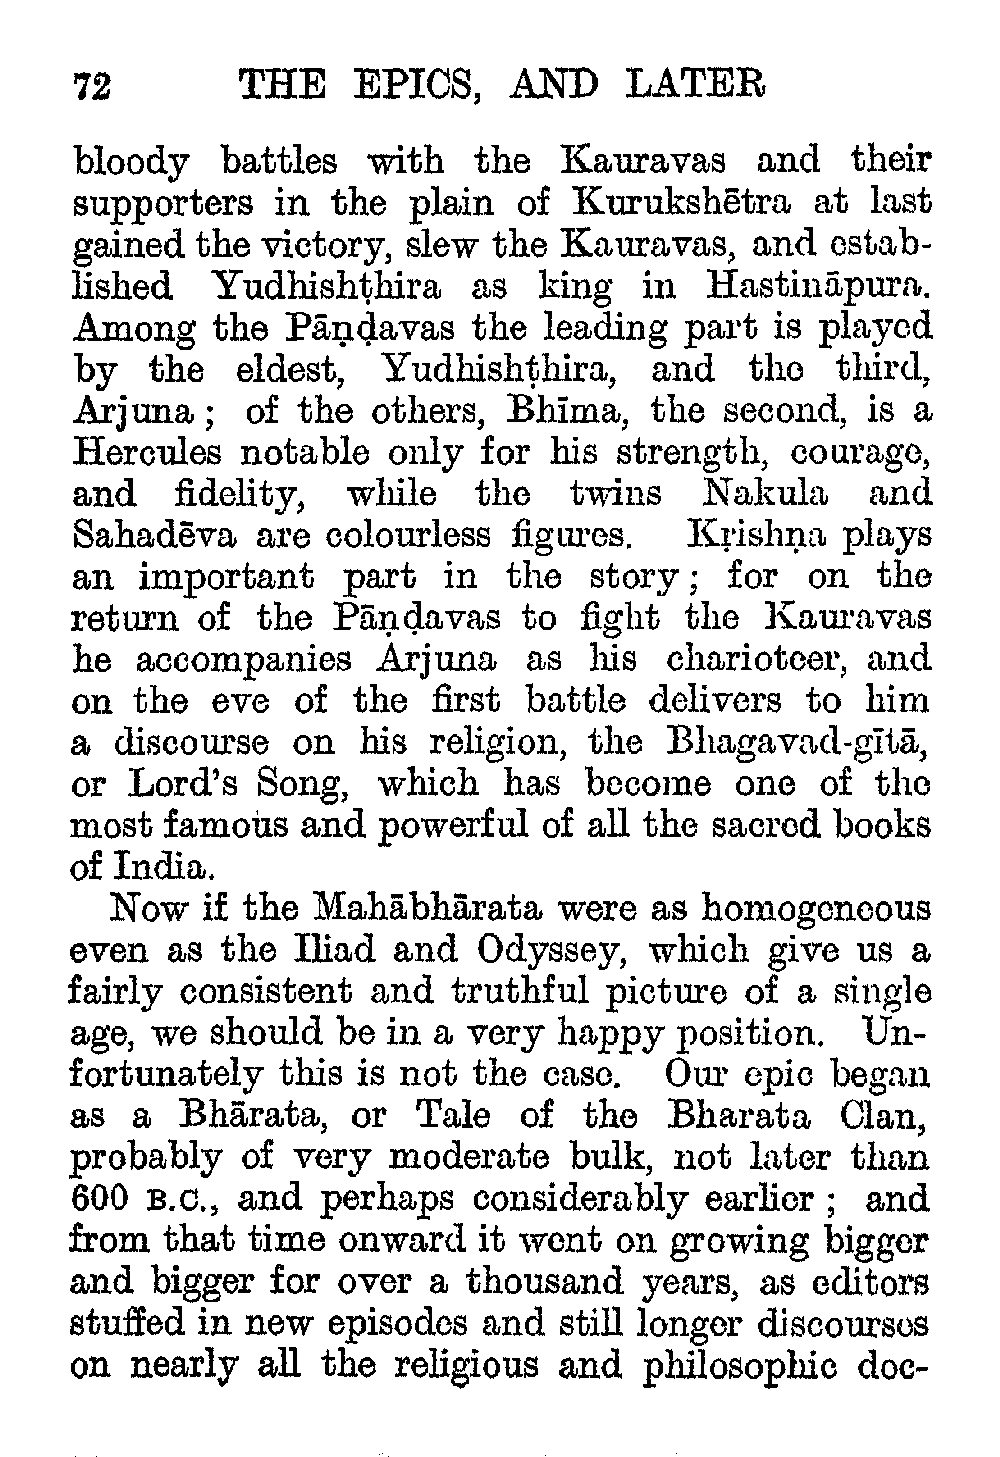 72 THE EPICS, AND LATER
bloody battles with the Kauravas and their
supporters in the plain of Kurukshētra at last
gained the victory, slew the Kauravas, and estab-
lished Yudhishṭhira as king in Hastināpura.
Among the Pāṇḍavas the leading part is played
by the eldest, Yudhishṭhira, and the third,
Arjuna ; of the others, Bhīma, the second, is a
Hercules notable only for his strength, courage,
and fidelity, while the twins Nakula and
Sahadēva are colourless figures. Kṛishṇa plays
an important part in the story ; for on the
return of the Pāṇḍavas to fight the Kauravas
he accompanies Arjuna as his charioteer, and
on the eve of the first battle delivers to him
a discourse on his religion, the Bhagavad-gītā,
or Lord's Song, which has become one of the
most famous and powerful of all the sacred books
of India.
Now if the Mahābhārata were as homogeneous
even as the Iliad and Odyssey, which give us a
fairly consistent and truthful picture of a single
age, we should be in a very happy position. Un-
fortunately this is not the case. Our epic began
as a Bhārata, or Tale of the Bharata Clan,
probably of very moderate bulk, not later than
600 B.C., and perhaps considerably earlier ; and
from that time onward it went on growing bigger
and bigger for over a thousand years, as editors
stuffed in new episodes and still longer discourses
on nearly all the religious and philosophic doc-